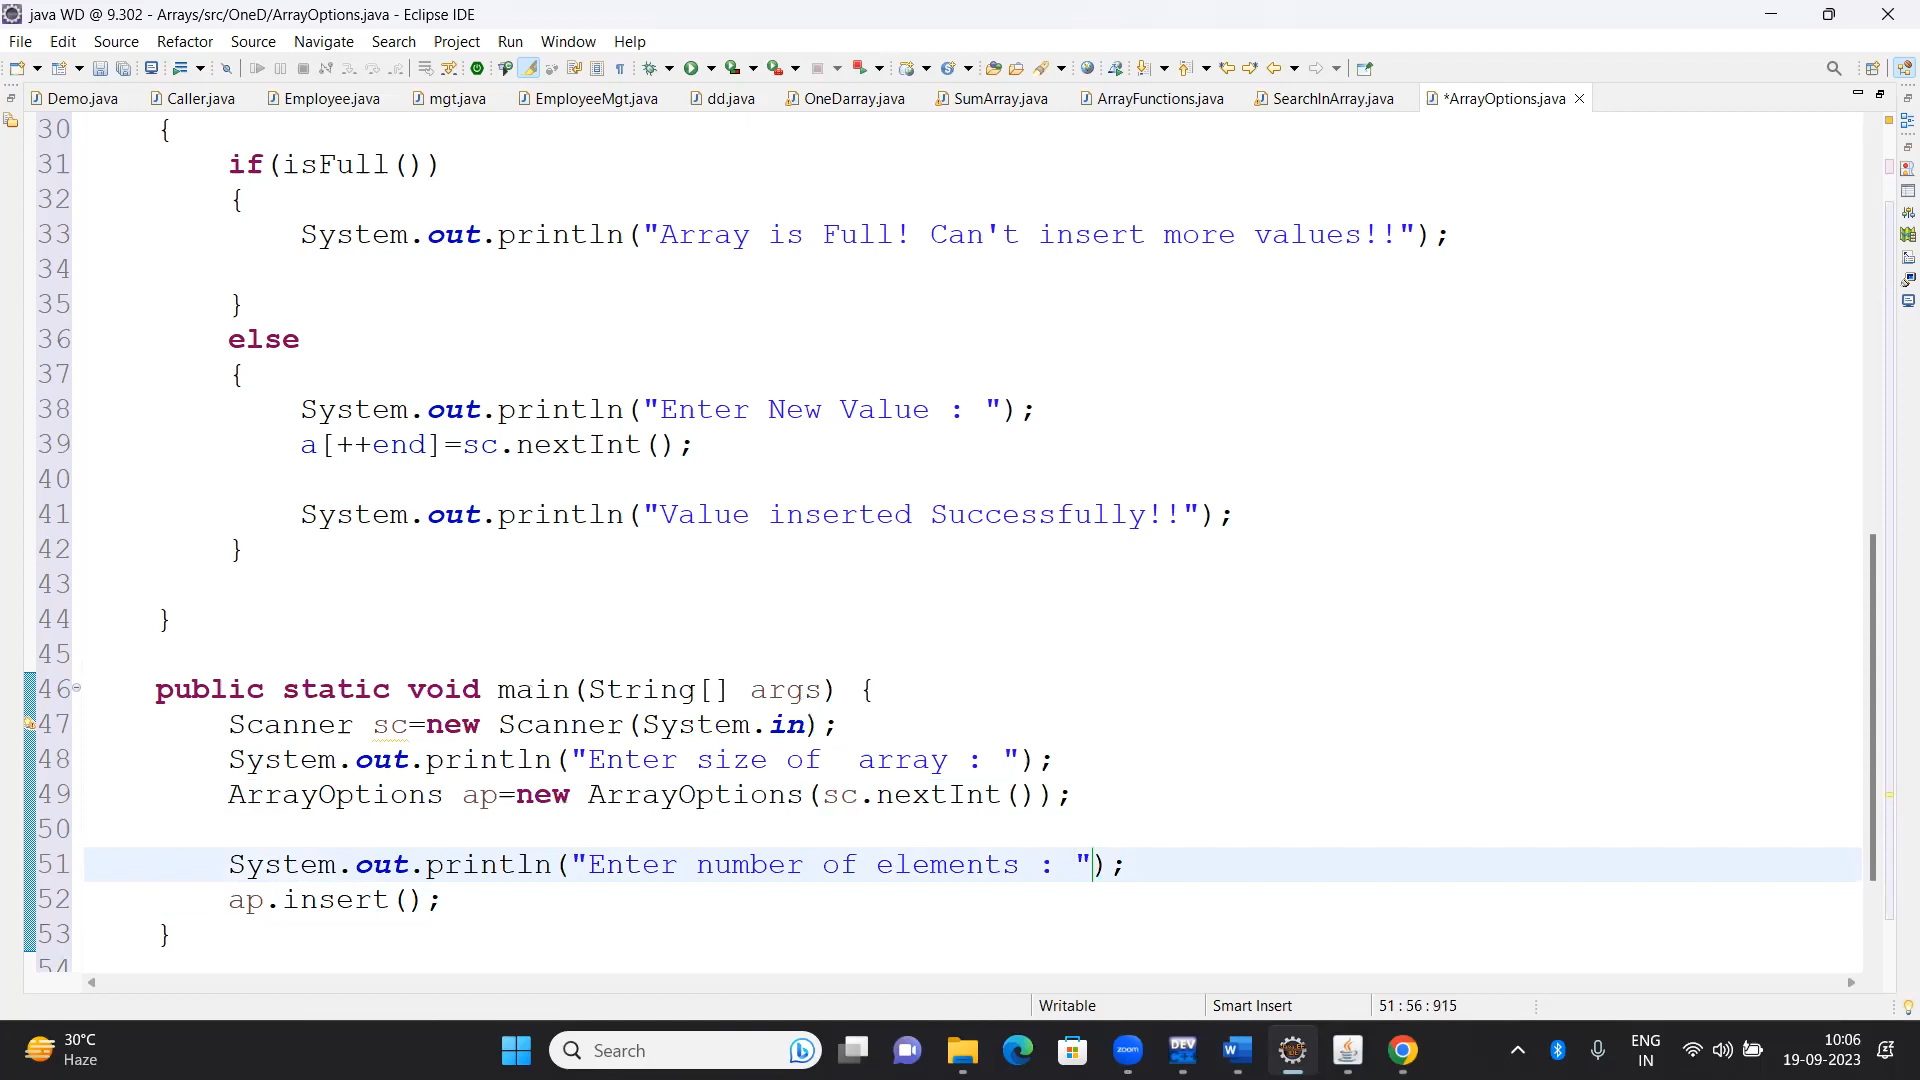 java WD @ 9.302 - Arrays/src/OneD/ArrayOptions.java - Eclipse IDE
File Edit Source Refactor Source Navigate Search Project Run Window Help
Demo.java Caller.java Employee.java mgt.java EmployeeMgt.java dd.java OneDarray.java SumArray.java ArrayFunctions.java SearchInArray.java *ArrayOptions.java
30 {
31 if(isFull())
32 {
33 System.out.println("Array is Full! Can't insert more values!!");
34
35 }
36 else
37 {
38 System.out.println("Enter New Value : ");
39 a[++end]=sc.nextInt();
40
41 System.out.println("Value inserted Successfully!!");
42 }
43
44 }
45
46 public static void main(String[] args) {
47 Scanner sc=new Scanner(System.in);
48 System.out.println("Enter size of  array : ");
49 ArrayOptions ap=new ArrayOptions(sc.nextInt());
50
51 System.out.println("Enter number of elements : ");
52 ap.insert();
53 }
54
Writable Smart Insert 51 : 56 : 915
30°C
Haze
Search
zoom
DEV
W
ENG
IN
10:06
19-09-2023